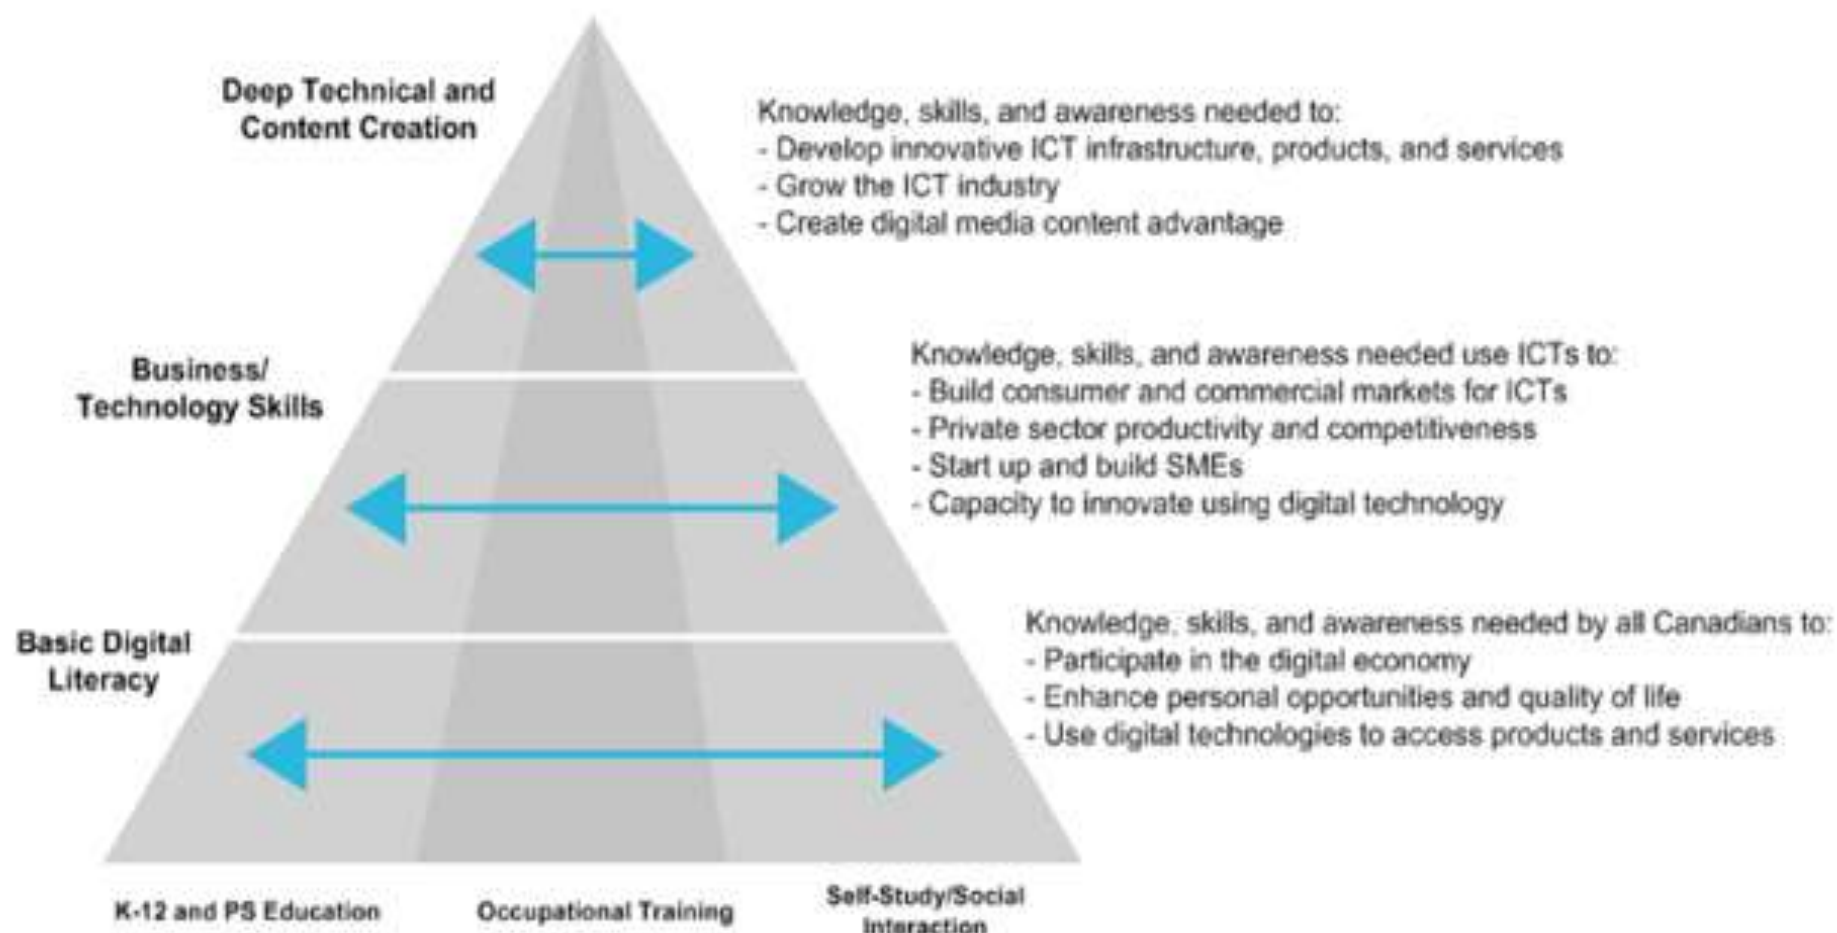 Deep Technical and
Content Creation
Knowledge, skills, and awareness needed to:
- Develop innovative ICT infrastructure, products, and services
- Grow the ICT industry
- Create digital media content advantage
Business/
Technology Skills
Knowledge, skills, and awareness needed use ICTs to:
- Build consumer and commercial markets for ICTs
- Private sector productivity and competitiveness
- Start up and build SMEs
- Capacity to innovate using digital technology
Basic Digital
Literacy
Knowledge, skills, and awareness needed by all Canadians to:
- Participate in the digital economy
- Enhance personal opportunities and quality of life
- Use digital technologies to access products and services
K-12 and PS Education
Occupational Training
Self-Study/Social
Interaction